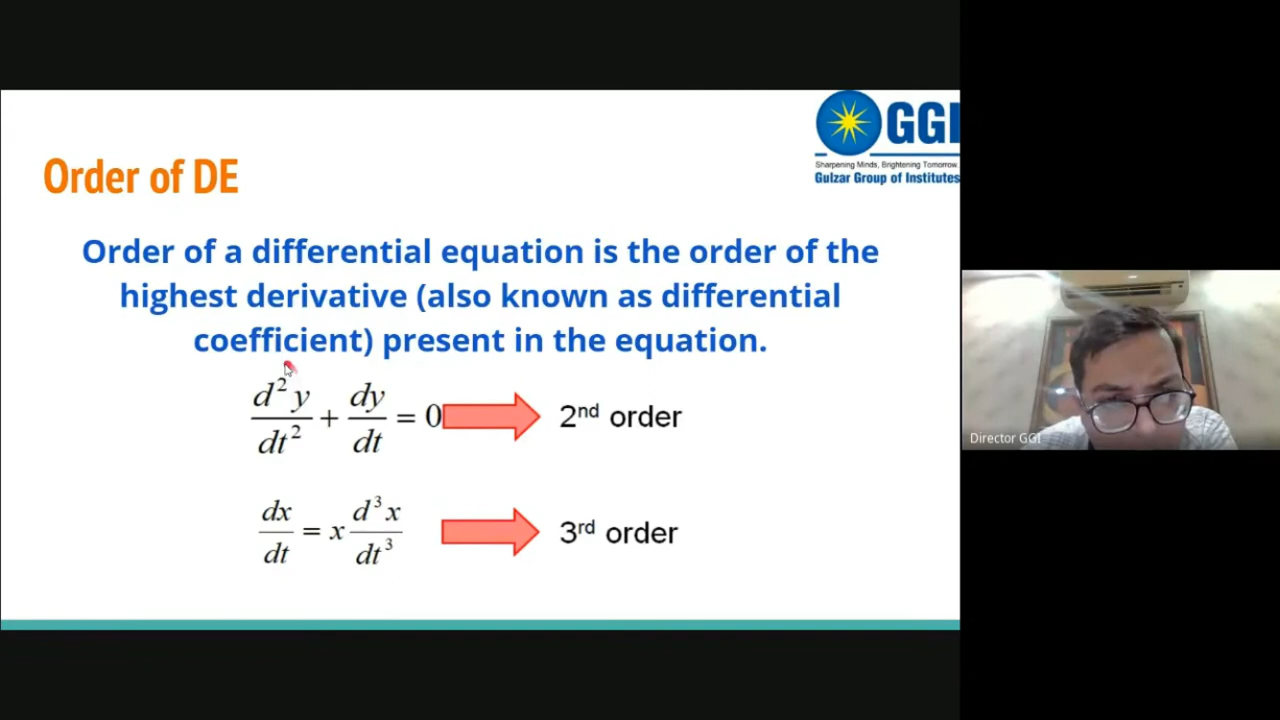 GGI
Sharpening Minds, Brightening Tomorrow
Gulzar Group of Institutes
Order of DE
Order of a differential equation is the order of the
highest derivative (also known as differential
coefficient) present in the equation.
d²y/dt² + dy/dt = 0 2ⁿᵈ order
dx/dt = x d³x/dt³ 3ʳᵈ order
Director GGI